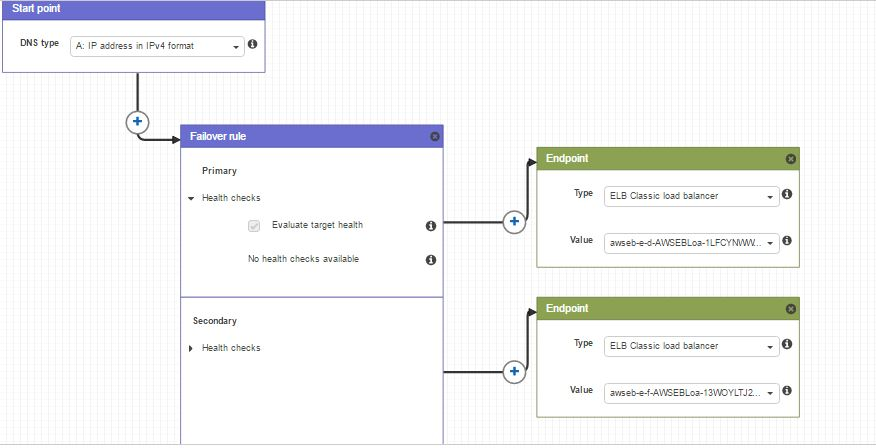 Start point
DNS type
A: IP address in IPv4 format
Failover rule
Primary
Health checks
Evaluate target health
No health checks available
Secondary
Health checks
Endpoint
Type
ELB Classic load balancer
Value
awseb-e-d-AWSEBLoa-1LFCYNWW...
Endpoint
Type
ELB Classic load balancer
Value
awseb-e-f-AWSEBLoa-13WOYLTJ2...